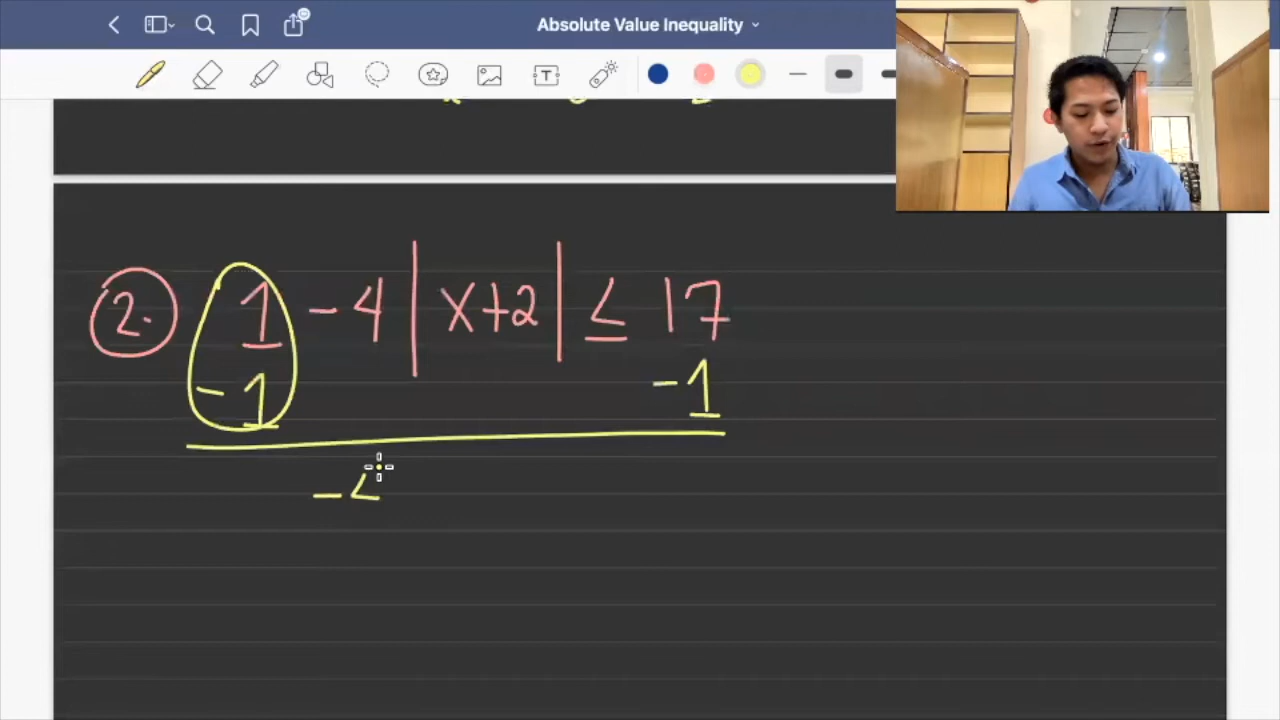 Absolute Value Inequality
2. 1 - 4|x+2| ≤ 17
- 1 - 1
- 4